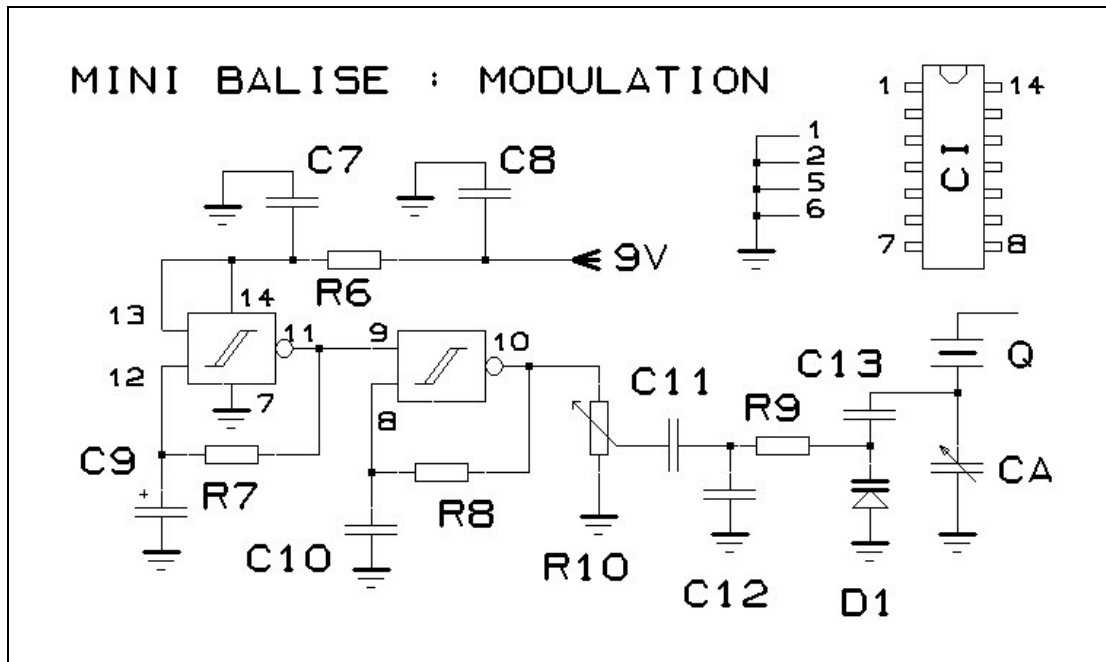 MINI BALISE : MODULATION
1 14
CI
7 8
1
2
5
6
C7
C8
9V
R6
13
14
11
12
7
9
10
8
C9
+
R7
R8
C10
R10
C11
C12
R9
C13
D1
Q
CA